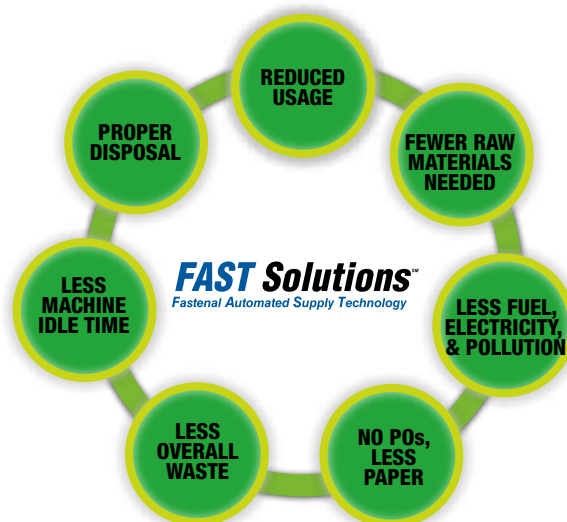 REDUCED
USAGE
FEWER RAW
MATERIALS
NEEDED
LESS FUEL,
ELECTRICITY,
& POLLUTION
NO POs,
LESS
PAPER
LESS
OVERALL
WASTE
LESS
MACHINE
IDLE TIME
PROPER
DISPOSAL
FAST Solutions℠
Fastenal Automated Supply Technology